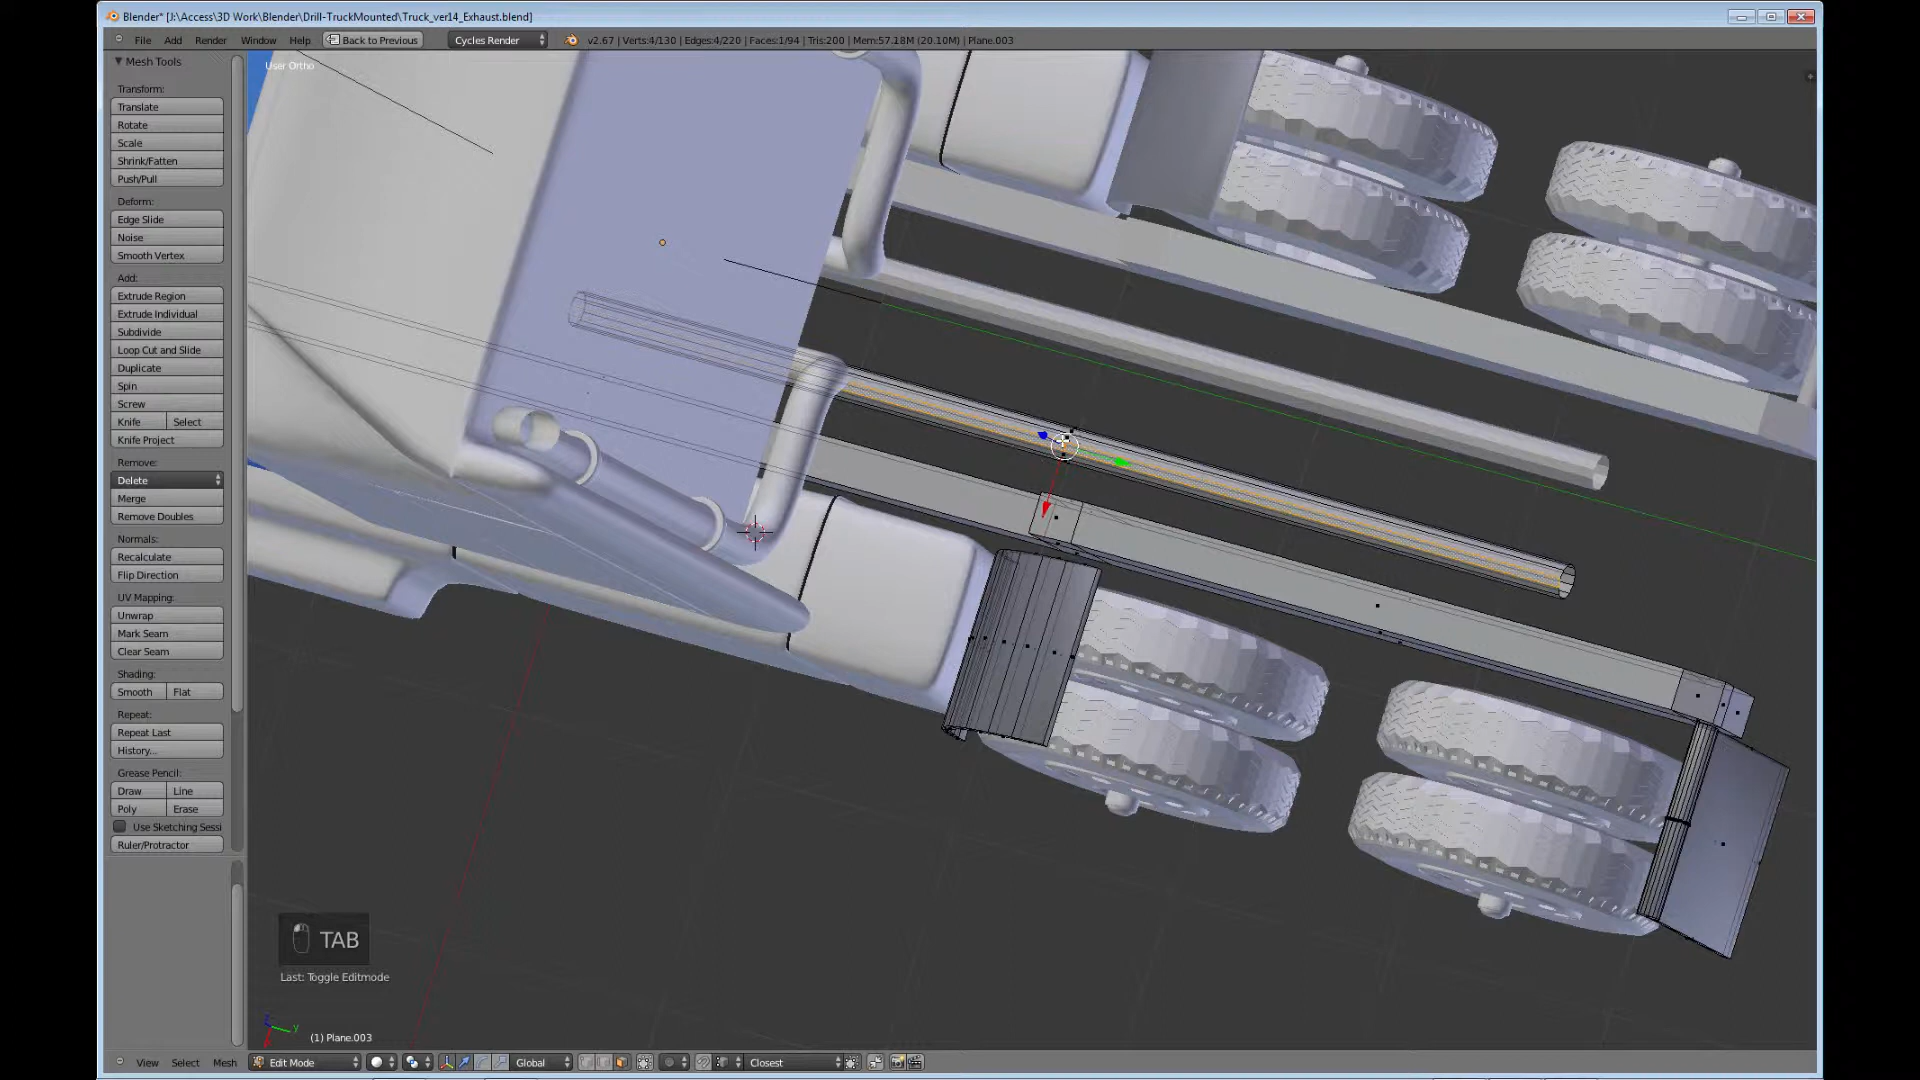 Blender* [J:\Access\3D Work\Blender\Drill-TruckMounted\Truck_ver14_Exhaust.blend]
File Add Render Window Help Back to Previous Cycles Render v2.67 | Verts:4/130 | Edges:4/220 | Faces:1/94 | Tris:200 | Mem:57.18M (20.10M) | Plane.003
Mesh Tools
User Ortho
Transform:
Translate
Rotate
Scale
Shrink/Fatten
Push/Pull
Deform:
Edge Slide
Noise
Smooth Vertex
Add:
Extrude Region
Extrude Individual
Subdivide
Loop Cut and Slide
Duplicate
Spin
Screw
Knife Select
Knife Project
Remove:
Delete
Merge
Remove Doubles
Normals:
Recalculate
Flip Direction
UV Mapping:
Unwrap
Mark Seam
Clear Seam
Shading:
Smooth Flat
Repeat:
Repeat Last
History...
Grease Pencil:
Draw Line
Poly Erase
Use Sketching Sessi
Ruler/Protractor
TAB
Last: Toggle Editmode
z y
(1) Plane.003
View Select Mesh Edit Mode Global Closest